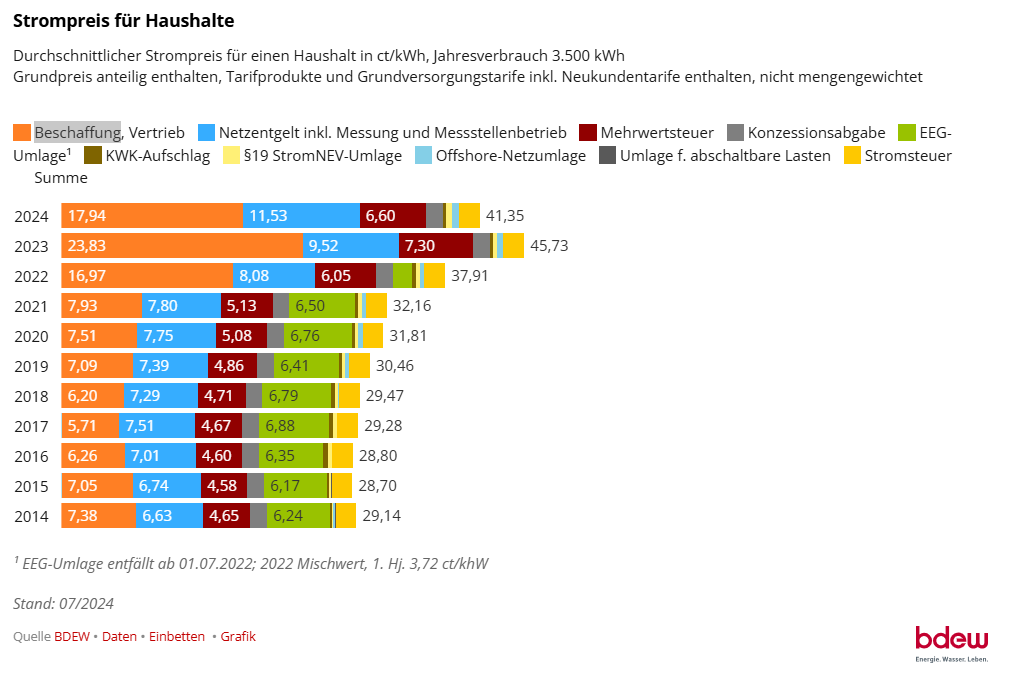 Strompreis für Haushalte
Durchschnittlicher Strompreis für einen Haushalt in ct/kWh, Jahresverbrauch 3.500 kWh
Grundpreis anteilig enthalten, Tarifprodukte und Grundversorgungstarife inkl. Neukundentarife enthalten, nicht mengengewichtet
Beschaffung, Vertrieb Netzentgelt inkl. Messung und Messstellenbetrieb Mehrwertsteuer Konzessionsabgabe EEG-
Umlage¹ KWK-Aufschlag §19 StromNEV-Umlage Offshore-Netzumlage Umlage f. abschaltbare Lasten Stromsteuer
Summe
2024 17,94 11,53 6,60 41,35
2023 23,83 9,52 7,30 45,73
2022 16,97 8,08 6,05 37,91
2021 7,93 7,80 5,13 6,50 32,16
2020 7,51 7,75 5,08 6,76 31,81
2019 7,09 7,39 4,86 6,41 30,46
2018 6,20 7,29 4,71 6,79 29,47
2017 5,71 7,51 4,67 6,88 29,28
2016 6,26 7,01 4,60 6,35 28,80
2015 7,05 6,74 4,58 6,17 28,70
2014 7,38 6,63 4,65 6,24 29,14
¹ EEG-Umlage entfällt ab 01.07.2022; 2022 Mischwert, 1. Hj. 3,72 ct/khW
Stand: 07/2024
Quelle BDEW • Daten • Einbetten • Grafik
bdew
Energie. Wasser. Leben.